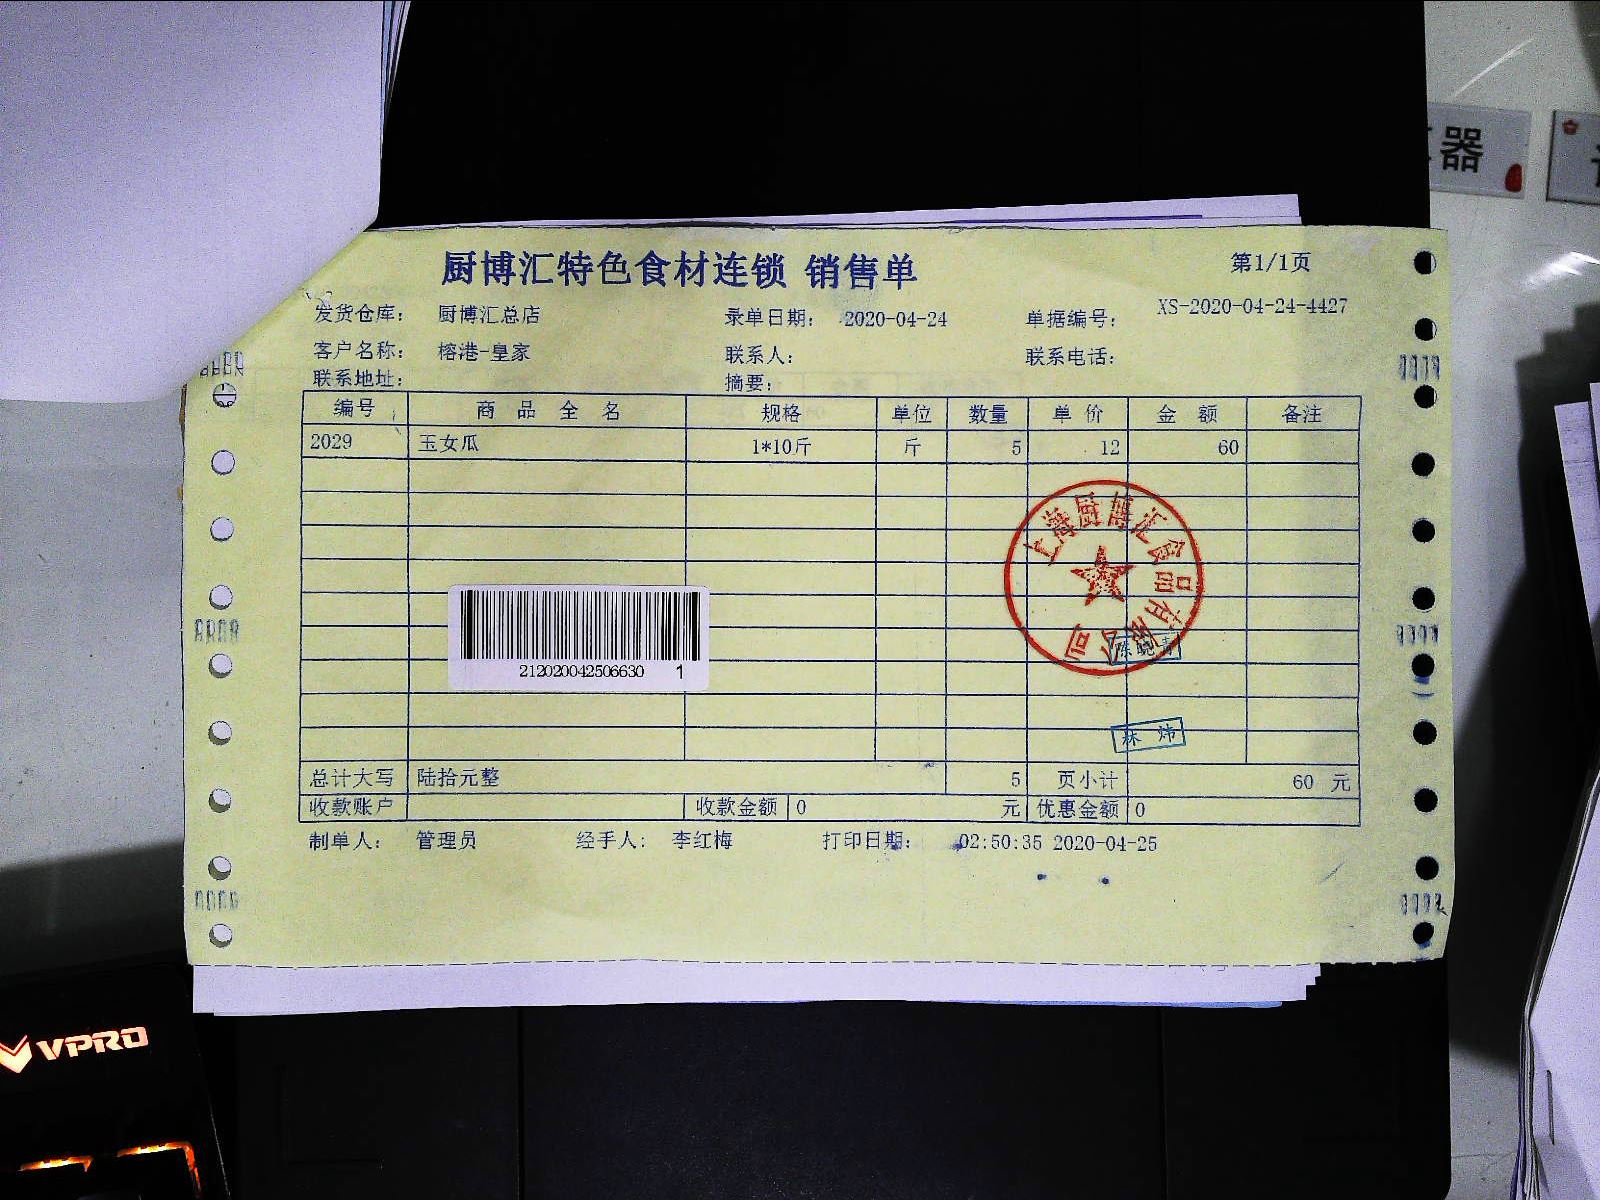 器
厨博汇特色食材连锁 销售单 第1/1页
发货仓库： 厨博汇总店 录单日期： 2020-04-24 单据编号： XS-2020-04-24-4427
客户名称： 榕港-皇家 联系人： 联系电话：
联系地址： 摘要：
编号 商品全名 规格 单位 数量 单价 金额 备注
2029 玉女瓜 1*10斤 斤 5 12 60
上海厨博汇食品有限公司
陈晓青
212020042506630 1
林炜
总计大写 陆拾元整 5 页小计 60 元
收款账户 收款金额 0 元 优惠金额 0
制单人： 管理员 经手人： 李红梅 打印日期： 02:50:35 2020-04-25
VPRO